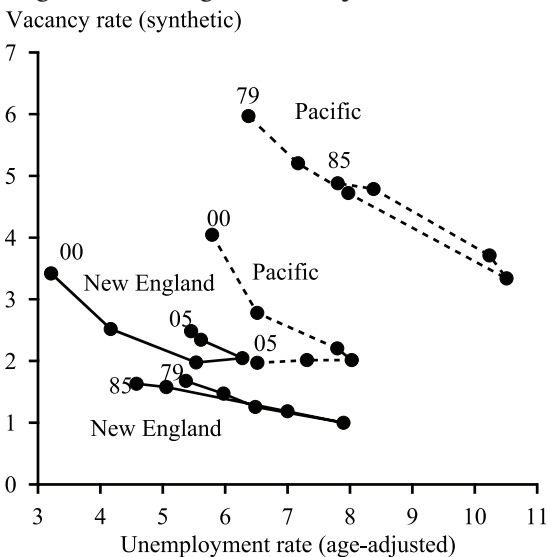 Vacancy rate (synthetic)
7
79
Pacific
6
85
5
00
4
00
Pacific
New England
3
05
05
2
79
85
New England
1
0
3 4 5 6 7 8 9 10 11
Unemployment rate (age-adjusted)